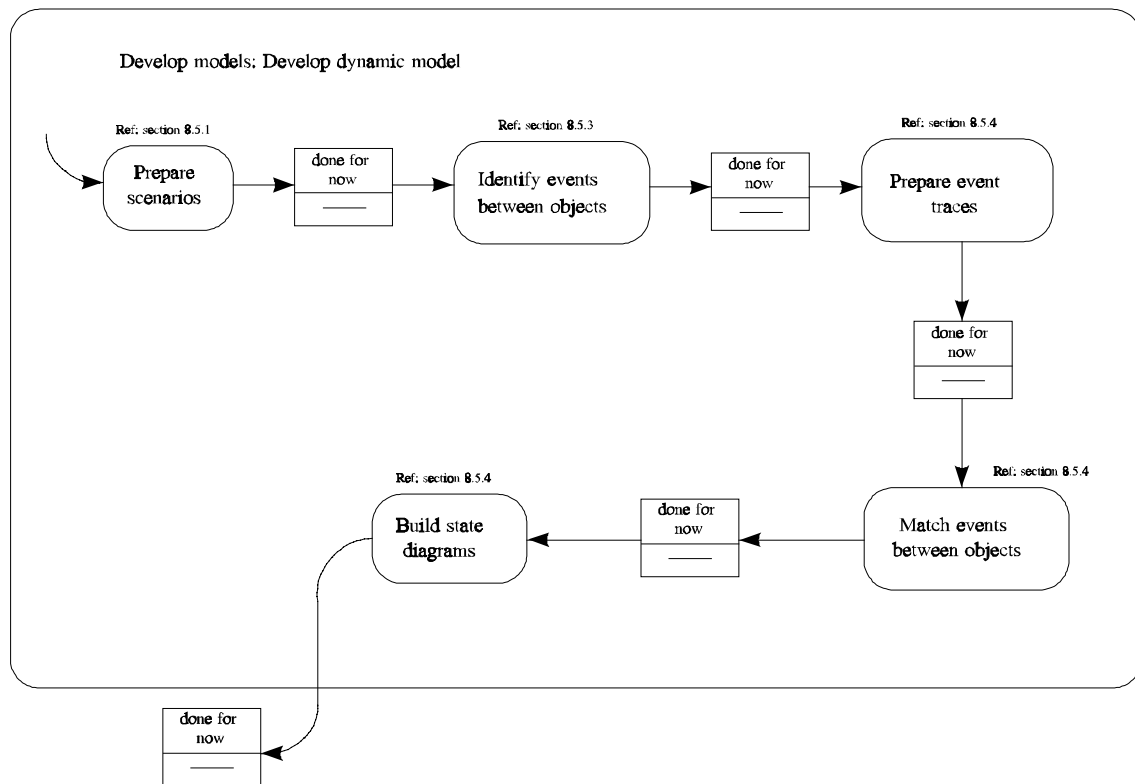 Develop models: Develop dynamic model
Ref: section 8.5.1
Prepare
scenarios
done for
now
Ref: section 8.5.3
Identify events
between objects
done for
now
Ref: section 8.5.4
Prepare event
traces
done for
now
Ref: section 8.5.4
Match events
between objects
done for
now
Ref: section 8.5.4
Build state
diagrams
done for
now